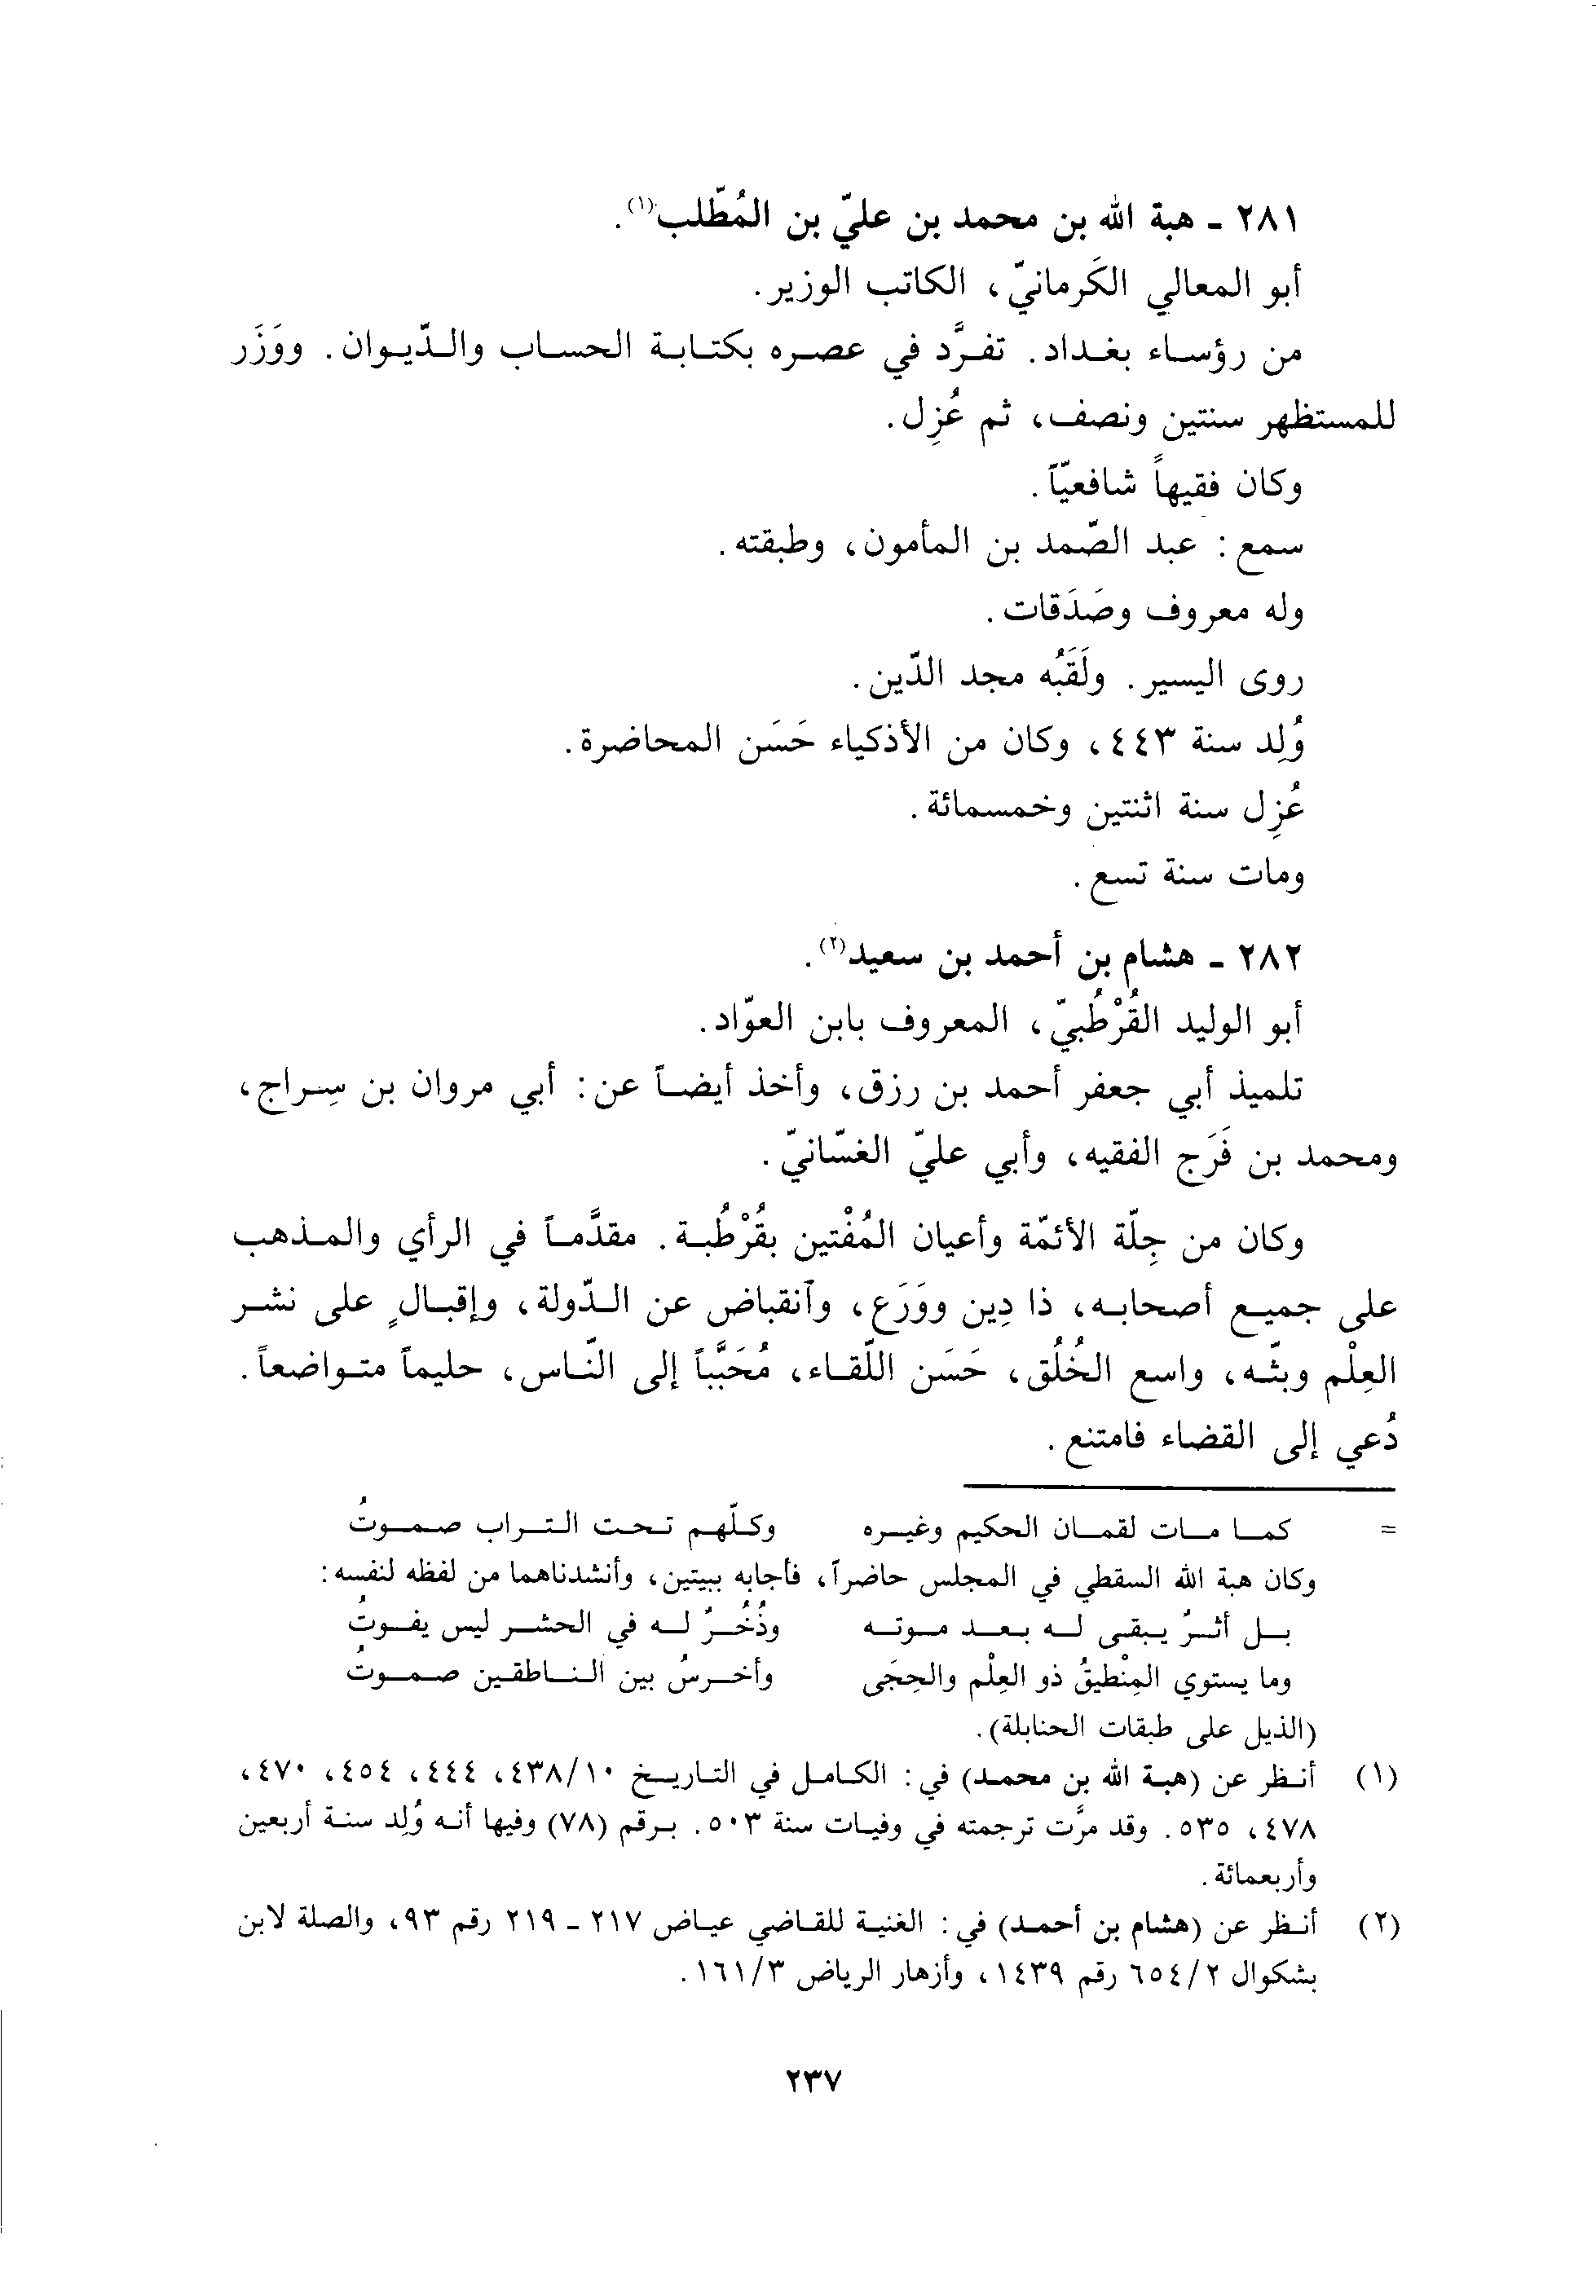 ٢٨١ ـ هبة الله بن محمد بن عليّ بن المُطّلب(١).
أبو المعالي الكَرمانيّ، الكاتب الوزير.
من رؤساء بغداد. تفرَّد في عصره بكتابة الحساب والدّيوان. ووَزَر
للمستظهر سنتين ونصف، ثم عُزِل.
وكان فقيهاً شافعيّاً.
سمع: عبد الصّمد بن المأمون، وطبقته.
وله معروف وصَدَقات.
روى اليسير. ولَقَبُه مجد الدّين.
وُلِد سنة ٤٤٣، وكان من الأذكياء حَسَن المحاضرة.
عُزِل سنة اثنتين وخمسمائة.
ومات سنة تسع.
٢٨٢ ـ هشام بن أحمد بن سعيد(٢).
أبو الوليد القُرْطُبيّ، المعروف بابن العوّاد.
تلميذ أبي جعفر أحمد بن رزق، وأخذ أيضاً عن: أبي مروان بن سِراج،
ومحمد بن فَرَج الفقيه، وأبي عليّ الغسّانيّ.
وكان من جِلّة الأئمّة وأعيان المُفْتين بقُرْطُبة. مقدَّماً في الرأي والمذهب
على جميع أصحابه، ذا دِين ووَرَع، وآنقباض عن الدّولة، وإقبالٍ على نشر
العِلْم وبثّه، واسع الخُلُق، حَسَن اللّقاء، مُحَبَّباً إلى النّاس، حليماً متواضعاً.
دُعي إلى القضاء فامتنع.
= كما مات لقمان الحكيم وغيره وكلّهم تحت التراب صموتُ
وكان هبة الله السقطي في المجلس حاضراً، فأجابه ببيتين، وأنشدناهما من لفظه لنفسه:
بل أثرٌ يبقى له بعد موته وذُخُرٌ له في الحشر ليس يفوتُ
وما يستوي المِنْطيقُ ذو العِلْم والحِجَى وأخرسُ بين الناطقين صموتُ
(الذيل على طبقات الحنابلة).
(١) أنظر عن (هبة الله بن محمد) في: الكامل في التاريخ ٤٣٨/١٠، ٤٤٤، ٤٥٤، ٤٧٠،
٤٧٨، ٥٣٥. وقد مرَّت ترجمته في وفيات سنة ٥٠٣. برقم (٧٨) وفيها أنه وُلِد سنة أربعين
وأربعمائة.
(٢) أنظر عن (هشام بن أحمد) في: الغنية للقاضي عياض ٢١٧ ـ ٢١٩ رقم ٩٣، والصلة لابن
بشكوال ٦٥٤/٢ رقم ١٤٣٩، وأزهار الرياض ١٦١/٣.
٢٣٧